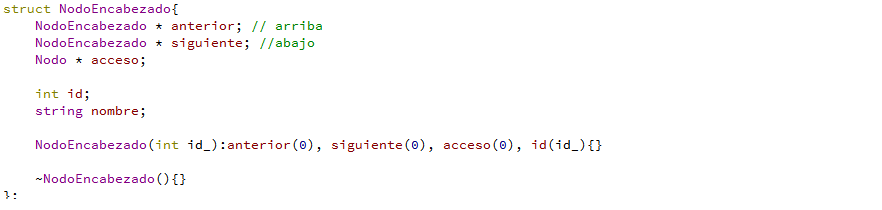 struct NodoEncabezado{
NodoEncabezado * anterior; // arriba
NodoEncabezado * siguiente; //abajo
Nodo * acceso;
int id;
string nombre;
NodoEncabezado(int id_):anterior(0), siguiente(0), acceso(0), id(id_){}
~NodoEncabezado(){}
};